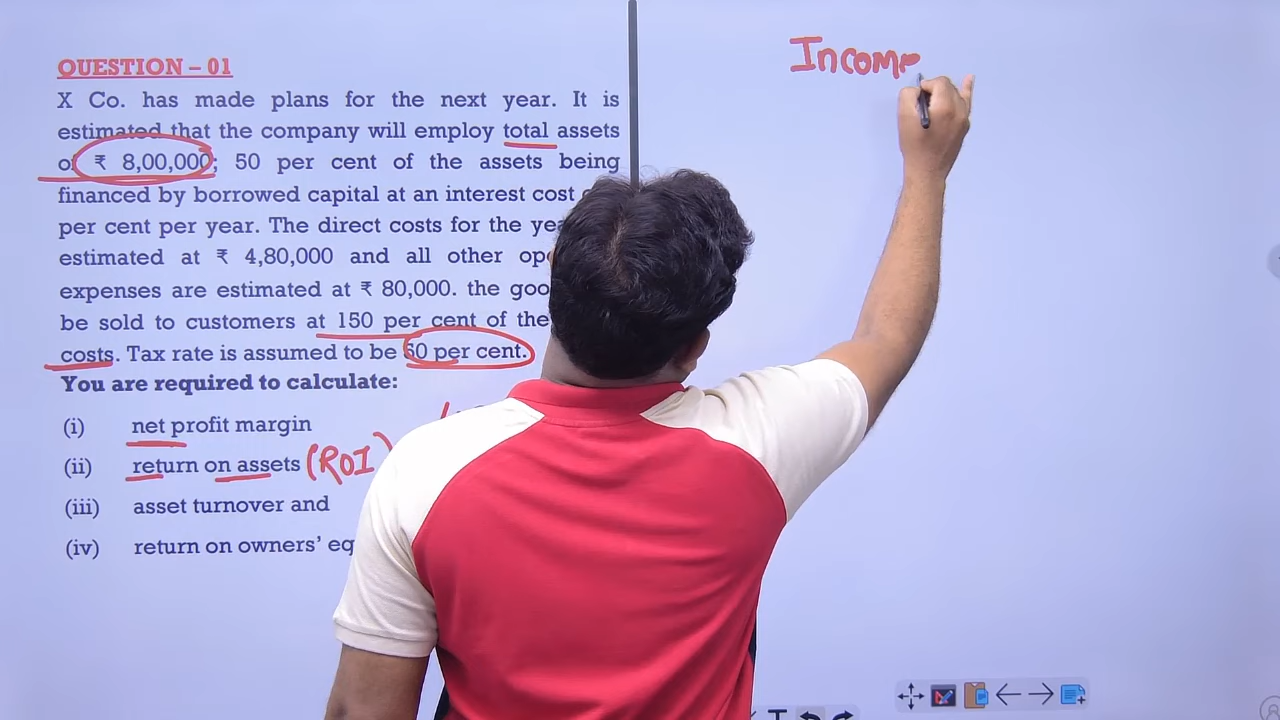 QUESTION – 01
X Co. has made plans for the next year. It is
estimated that the company will employ total assets
of ₹ 8,00,000; 50 per cent of the assets being
financed by borrowed capital at an interest cost
per cent per year. The direct costs for the
estimated at ₹ 4,80,000 and all other
expenses are estimated at ₹ 80,000. the
be sold to customers at 150 per cent of the
costs. Tax rate is assumed to be per cent.
You are required to calculate:
(i) net profit margin
(ii) return on assets (ROI)
(iii) asset turnover and
(iv) return on owners'
Income